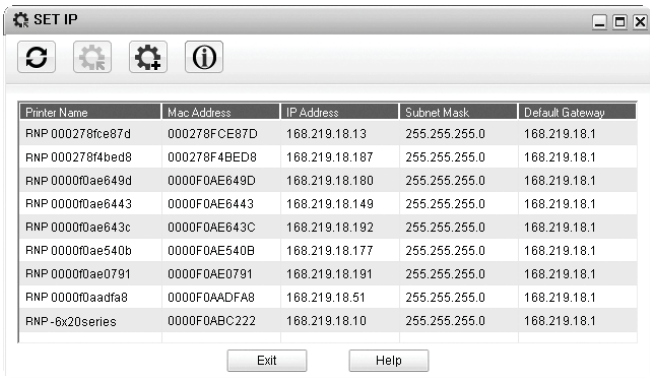 SET IP
Printer Name Mac Address IP Address Subnet Mask Default Gateway
RNP 000278fce87d 000278FCE87D 168.219.18.13 255.255.255.0 168.219.18.1
RNP 000278f4bed8 000278F4BED8 168.219.18.187 255.255.255.0 168.219.18.1
RNP 0000f0ae649d 0000F0AE649D 168.219.18.180 255.255.255.0 168.219.18.1
RNP 0000f0ae6443 0000F0AE6443 168.219.18.149 255.255.255.0 168.219.18.1
RNP 0000f0ae643c 0000F0AE643C 168.219.18.192 255.255.255.0 168.219.18.1
RNP 0000f0ae540b 0000F0AE540B 168.219.18.177 255.255.255.0 168.219.18.1
RNP 0000f0ae0791 0000F0AE0791 168.219.18.191 255.255.255.0 168.219.18.1
RNP 0000f0aadfa8 0000F0AADFA8 168.219.18.51 255.255.255.0 168.219.18.1
RNP-6x20series 0000F0ABC222 168.219.18.10 255.255.255.0 168.219.18.1
Exit Help